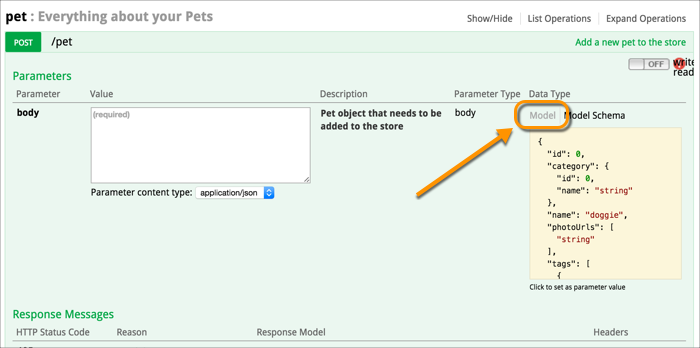 pet : Everything about your Pets
Show/Hide
List Operations
Expand Operations
POST
/pet
Add a new pet to the store
OFF
write
read
Parameters
Parameter
Value
Description
Parameter Type
Data Type
body
(required)
Pet object that needs to be
added to the store
body
Model
Model Schema
{
"id": 0,
"category": {
"id": 0,
"name": "string"
},
"name": "doggie",
"photoUrls": [
"string"
],
"tags": [
{
Parameter content type:
application/json
Click to set as parameter value
Response Messages
HTTP Status Code
Reason
Response Model
Headers